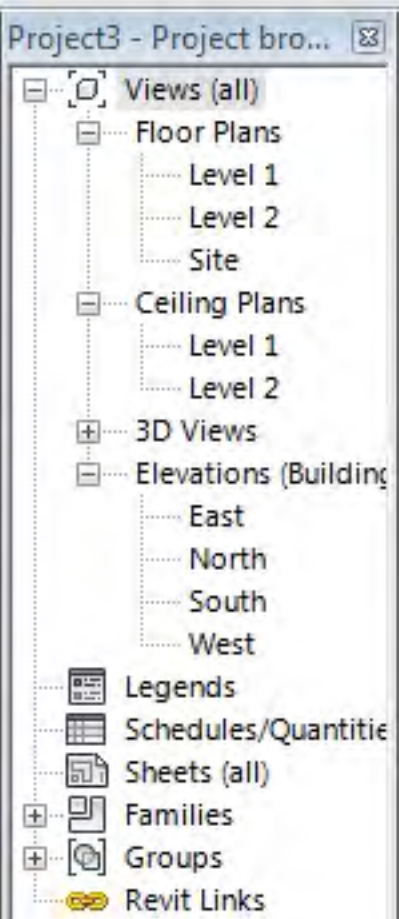 Project3 - Project bro...
Views (all)
Floor Plans
Level 1
Level 2
Site
Ceiling Plans
Level 1
Level 2
3D Views
Elevations (Building
East
North
South
West
Legends
Schedules/Quantitie
Sheets (all)
Families
Groups
Revit Links